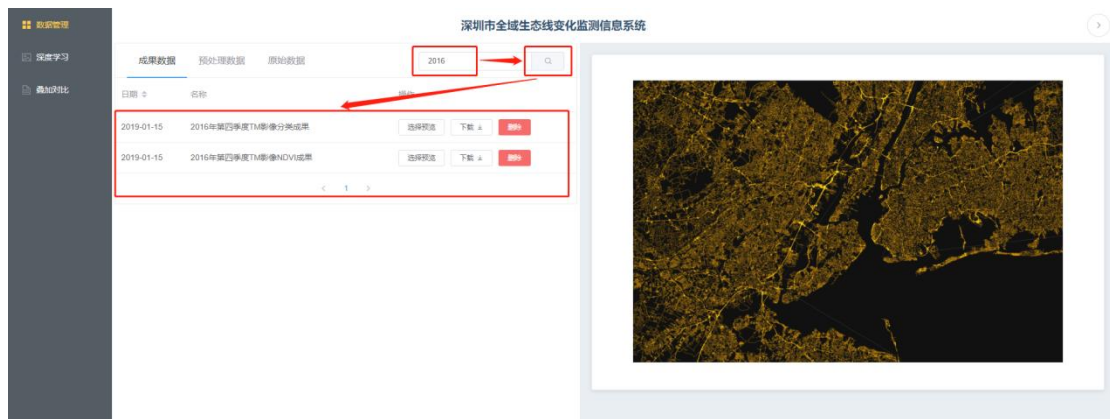 数据管理
深圳市全域生态线变化监测信息系统
深度学习
叠加对比
成果数据 预处理数据 原始数据 2016
日期 名称 操作
2019-01-15 2016年第四季度TM影像分类成果 选择预览 下载 删除
2019-01-15 2016年第四季度TM影像NDVI成果 选择预览 下载 删除
< 1 >